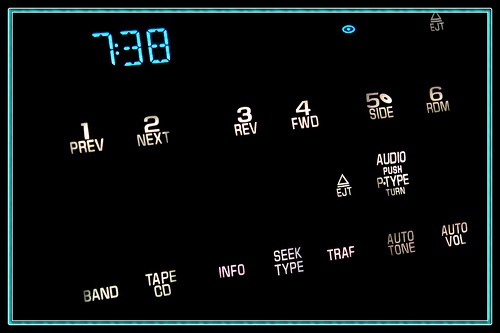 7:38
EJT
1 2 3 4 5 6
PREV NEXT REV FWD SIDE RDM
AUDIO
PUSH
P-TYPE
TURN
EJT
BAND
TAPE
CD
INFO
SEEK
TYPE
TRAF
AUTO
TONE
AUTO
VOL